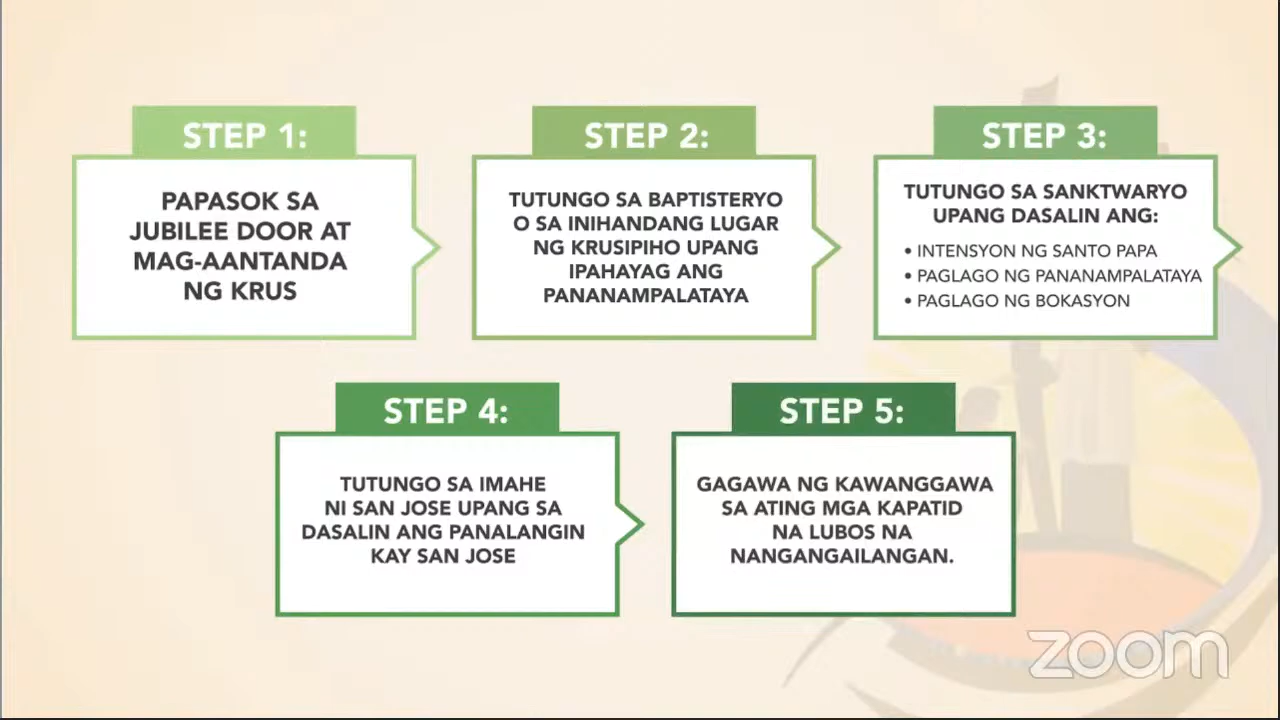 STEP 1:
PAPASOK SA
JUBILEE DOOR AT
MAG-AANTANDA
NG KRUS
STEP 2:
TUTUNGO SA BAPTISTERYO
O SA INIHANDANG LUGAR
NG KRUSIPIHO UPANG
IPAHAYAG ANG
PANANAMPALATAYA
STEP 3:
TUTUNGO SA SANKTWARYO
UPANG DASALIN ANG:
• INTENSYON NG SANTO PAPA
• PAGLAGO NG PANANAMPALATAYA
• PAGLAGO NG BOKASYON
STEP 4:
TUTUNGO SA IMAHE
NI SAN JOSE UPANG SA
DASALIN ANG PANALANGIN
KAY SAN JOSE
STEP 5:
GAGAWA NG KAWANGGAWA
SA ATING MGA KAPATID
NA LUBOS NA
NANGANGAILANGAN.
zoom